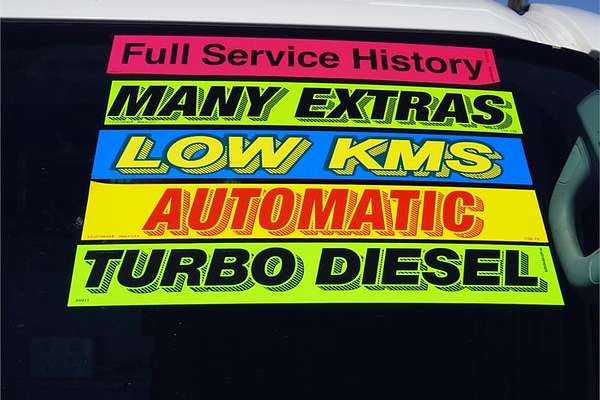 Full Service History
MANY EXTRAS
LOW KMS
AUTOMATIC
TURBO DIESEL